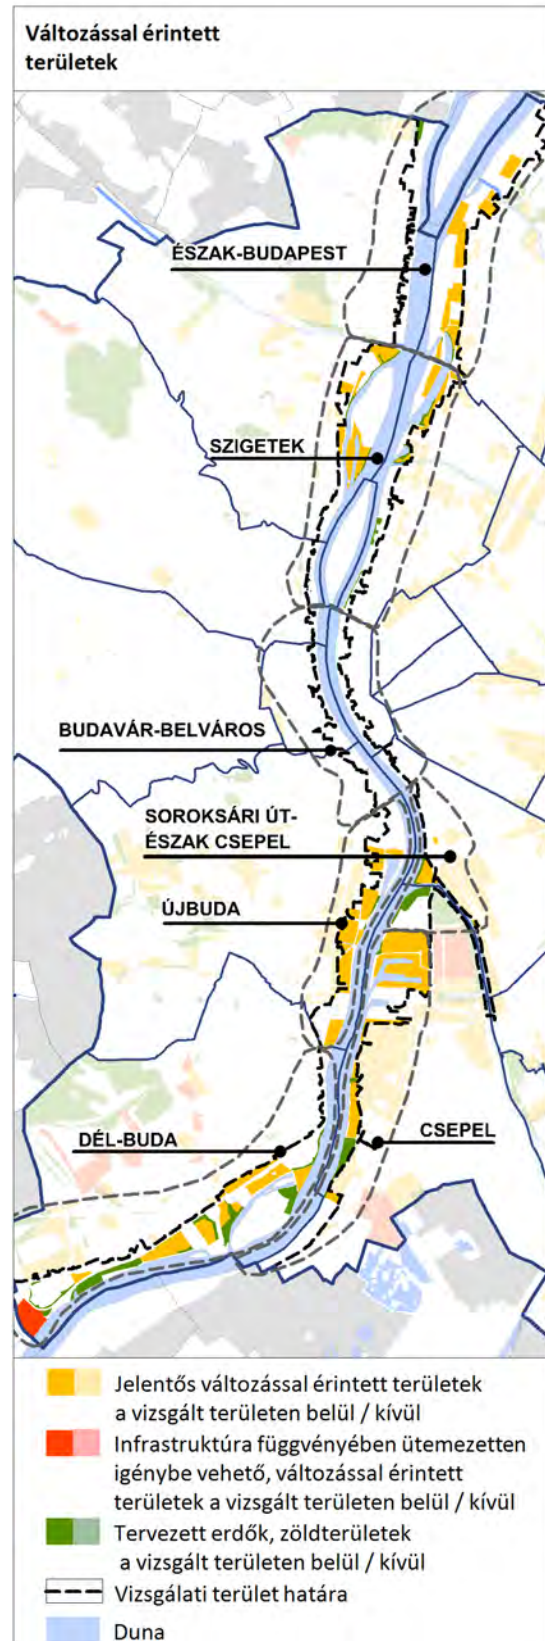 Változással érintett
területek
ÉSZAK-BUDAPEST
SZIGETEK
BUDAVÁR-BELVÁROS
SOROKSÁRI ÚT-
ÉSZAK CSEPEL
ÚJBUDA
DÉL-BUDA
CSEPEL
Jelentős változással érintett területek
a vizsgált területen belül / kívül
Infrastruktúra függvényében ütemezetten
igénybe vehető, változással érintett
területek a vizsgált területen belül / kívül
Tervezett erdők, zöldterületek
a vizsgált területen belül / kívül
Vizsgálati terület határa
Duna